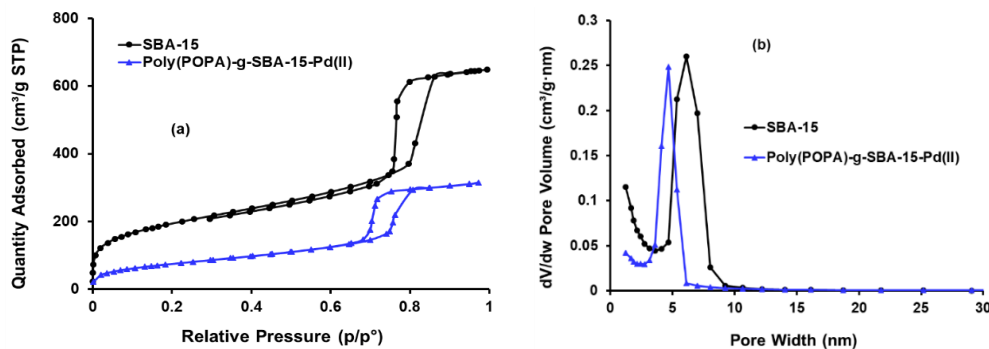 800
600
400
200
0
Quantity Adsorbed (cm³/g STP)
SBA-15
Poly(POPA)-g-SBA-15-Pd(II)
(a)
0 0.2 0.4 0.6 0.8 1
Relative Pressure (p/p°)
0.3
0.25
0.2
0.15
0.1
0.05
0
dV/dw Pore Volume (cm³/g·nm)
(b)
SBA-15
Poly(POPA)-g-SBA-15-Pd(II)
0 5 10 15 20 25 30
Pore Width (nm)